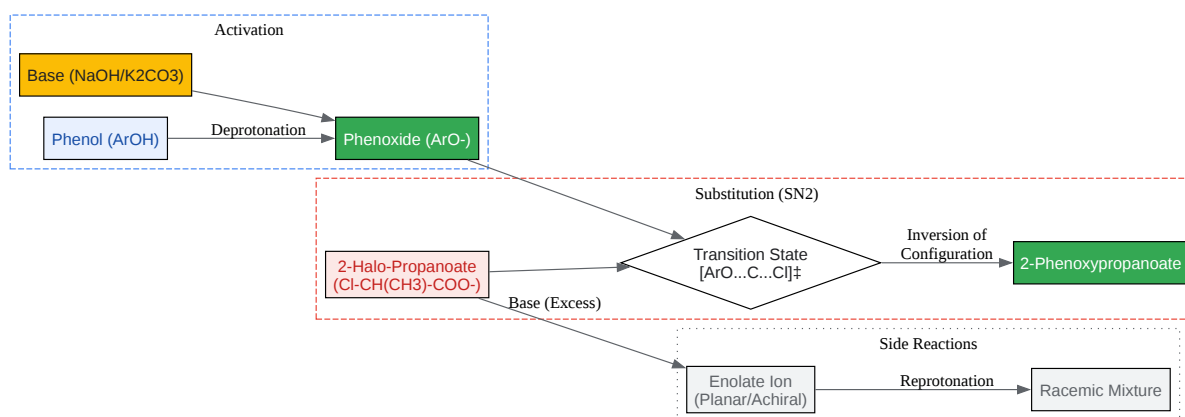 Activation
Base (NaOH/K2CO3)
Phenol (ArOH)
Deprotonation
Phenoxide (ArO-)
Substitution (SN2)
2-Halo-Propanoate
(Cl-CH(CH3)-COO-)
Transition State
[ArO...C...Cl]‡
Inversion of
Configuration
2-Phenoxypropanoate
Base (Excess)
Side Reactions
Enolate Ion
(Planar/Achiral)
Reprotonation
Racemic Mixture